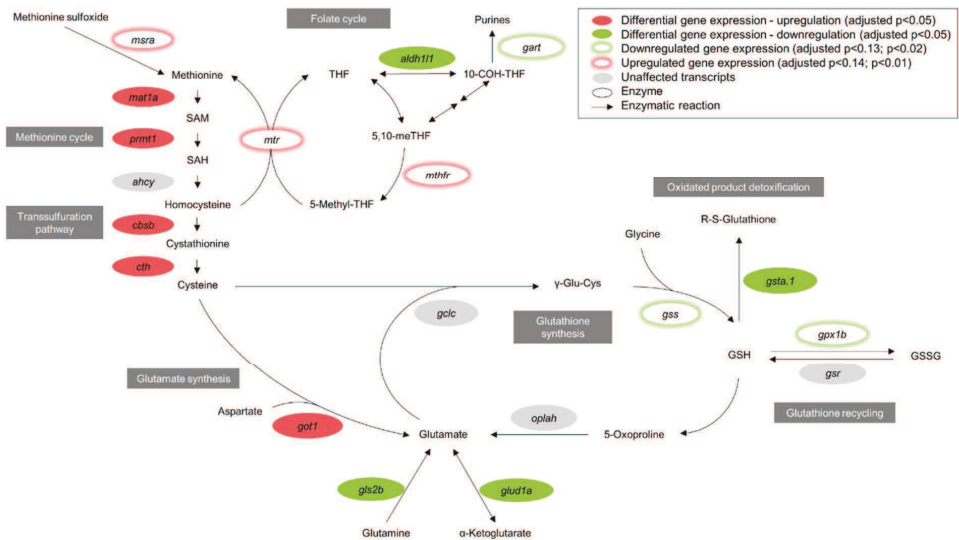 Methionine sulfoxide
msra
Methionine
mat1a
SAM
Methionine cycle
prmt1
SAH
ahcy
Homocysteine
Transsulfuration
pathway
cbsb
Cystathionine
cth
Cysteine
Folate cycle
Purines
gart
aldh1l1
THF
10-COH-THF
mtr
5,10-meTHF
mthfr
5-Methyl-THF
Differential gene expression - upregulation (adjusted p<0.05)
Differential gene expression - downregulation (adjusted p<0.05)
Downregulated gene expression (adjusted p<0.13; p<0.02)
Upregulated gene expression (adjusted p<0.14; p<0.01)
Unaffected transcripts
Enzyme
Enzymatic reaction
Oxidated product detoxification
R-S-Glutathione
Glycine
gsta.1
γ-Glu-Cys
gclc
gss
Glutathione
synthesis
gpx1b
GSH
GSSG
gsr
Glutathione recycling
Glutamate synthesis
Aspartate
got1
Glutamate
oplah
5-Oxoproline
gls2b
glud1a
Glutamine
α-Ketoglutarate